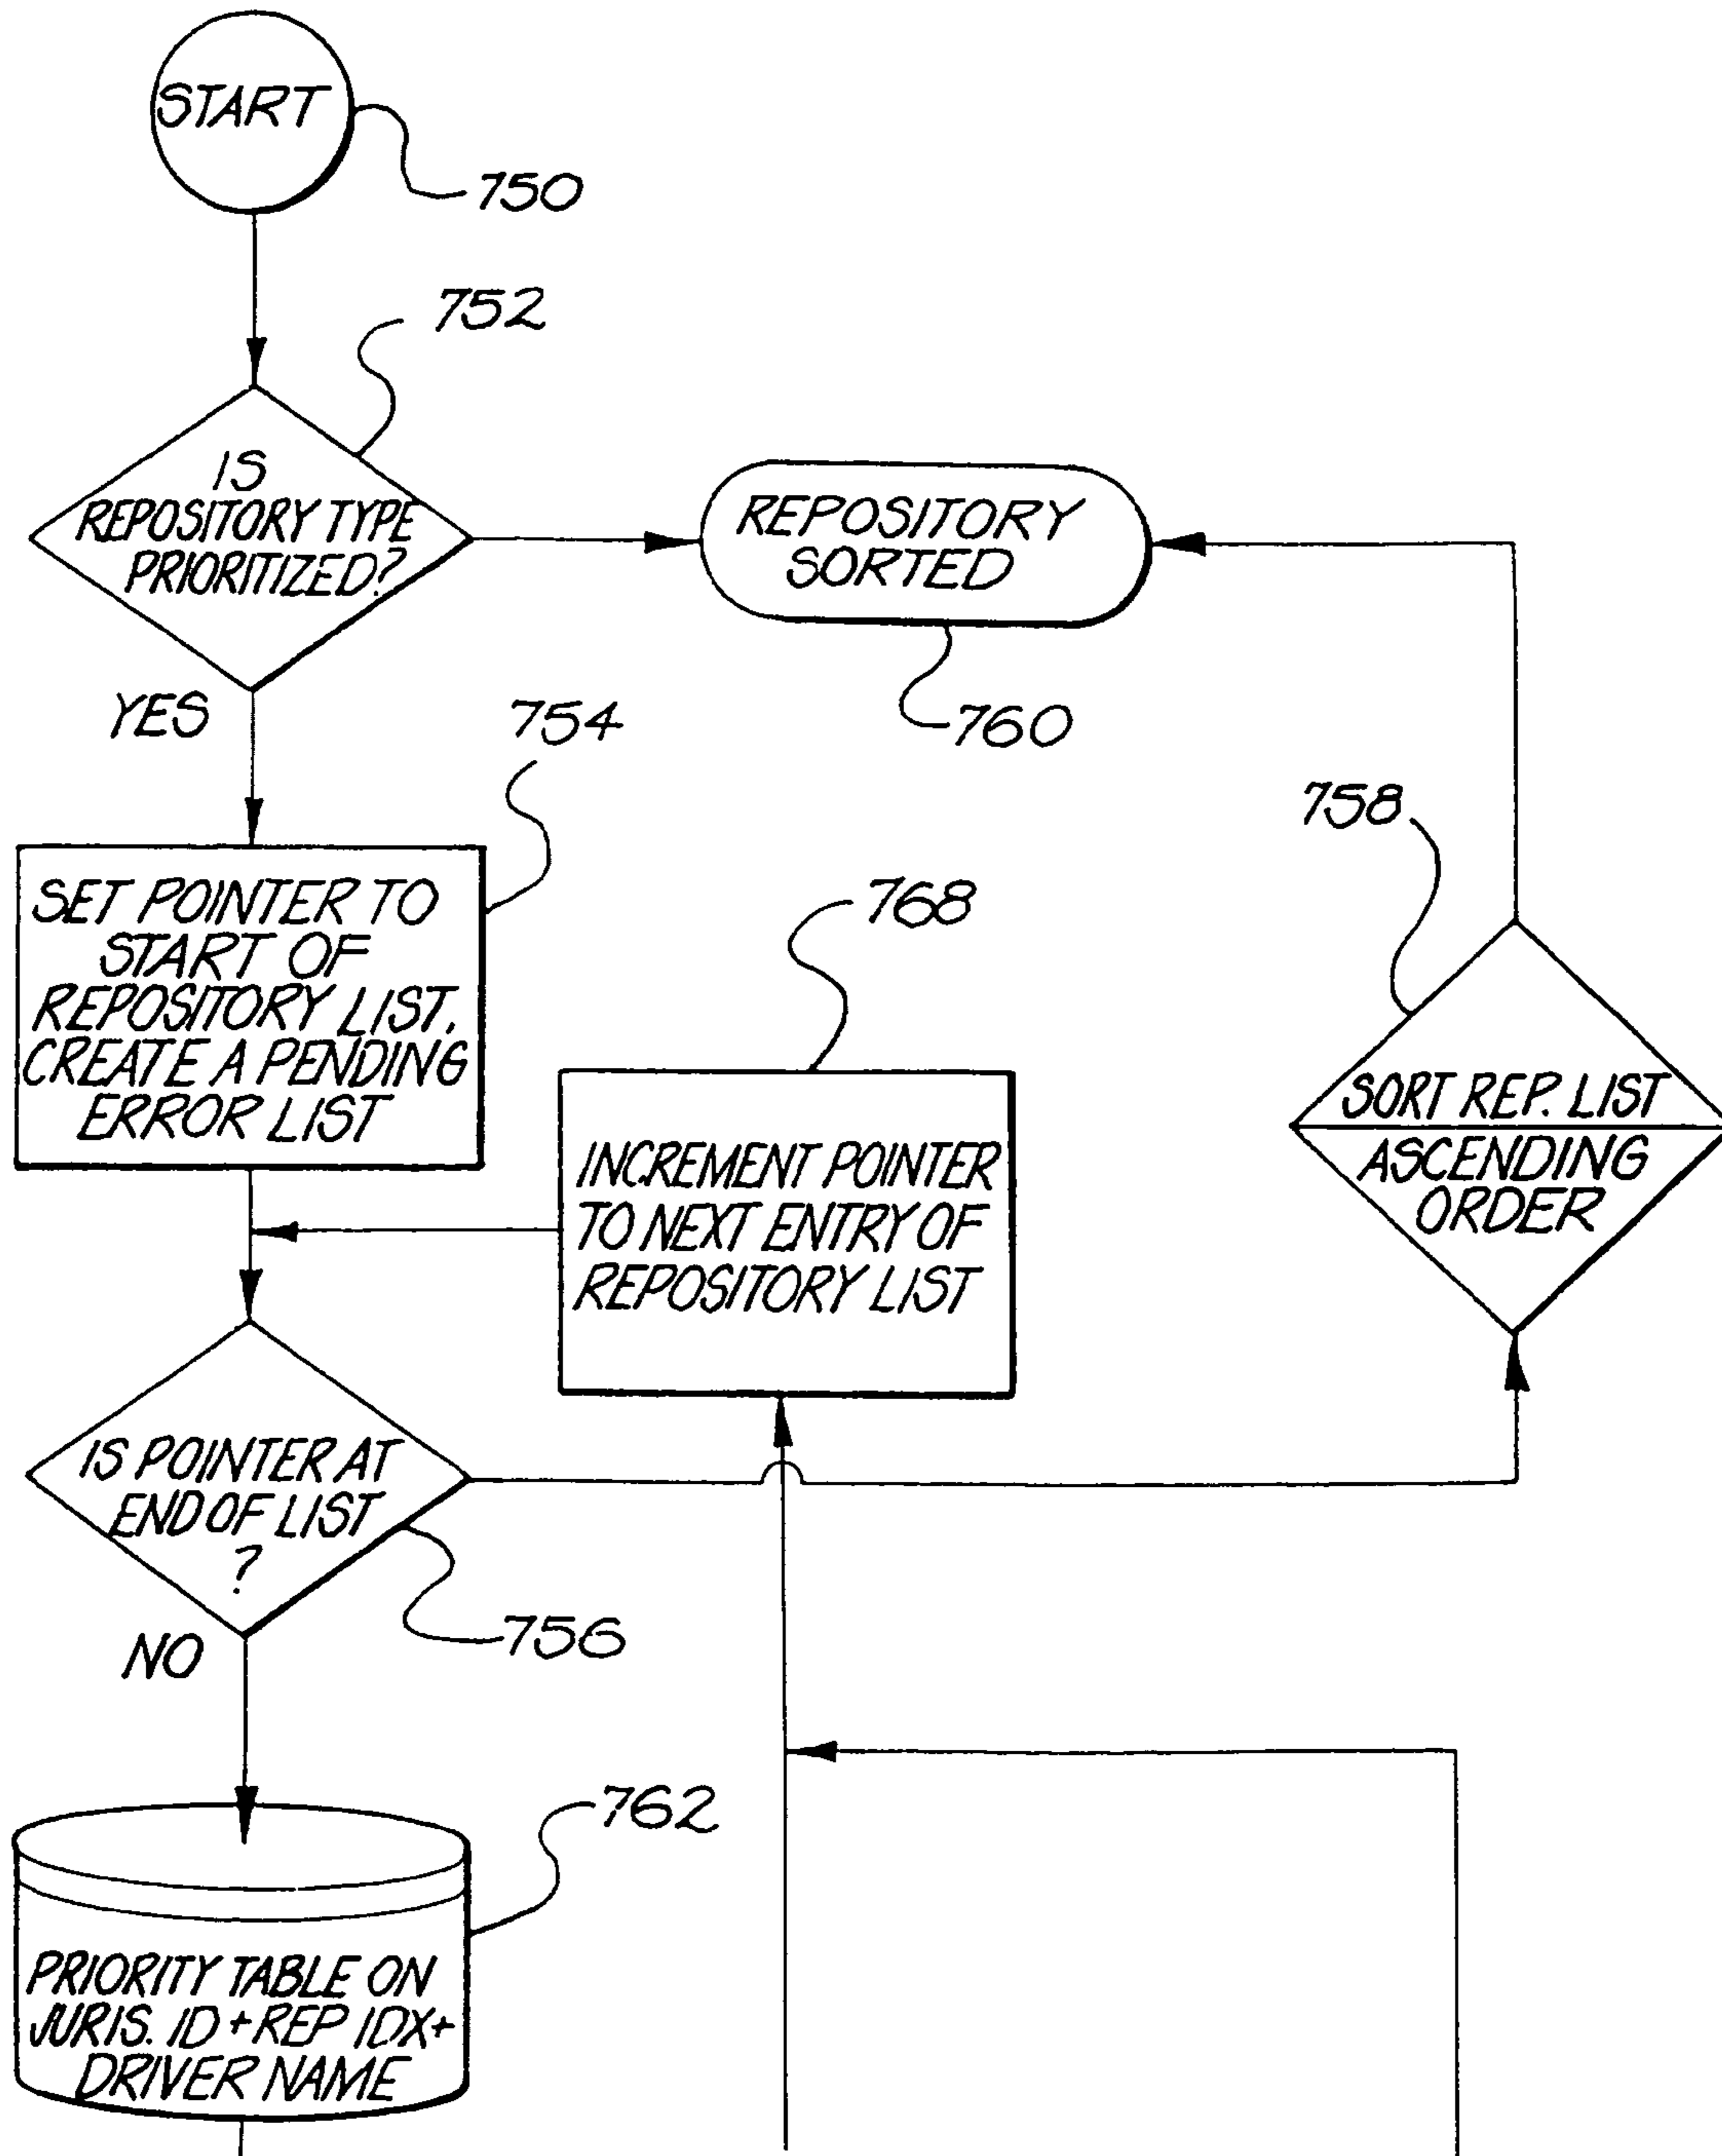 START
750
752
IS
REPOSITORY TYPE
PRIORITIZED?
REPOSITORY
SORTED
760
YES
754
SET POINTER TO
START OF
REPOSITORY LIST,
CREATE A PENDING
ERROR LIST
768
INCREMENT POINTER
TO NEXT ENTRY OF
REPOSITORY LIST
758
SORT REP. LIST
ASCENDING
ORDER
IS POINTER AT
END OF LIST
?
756
NO
762
PRIORITY TABLE ON
JURIS. ID+REP IDX+
DRIVER NAME